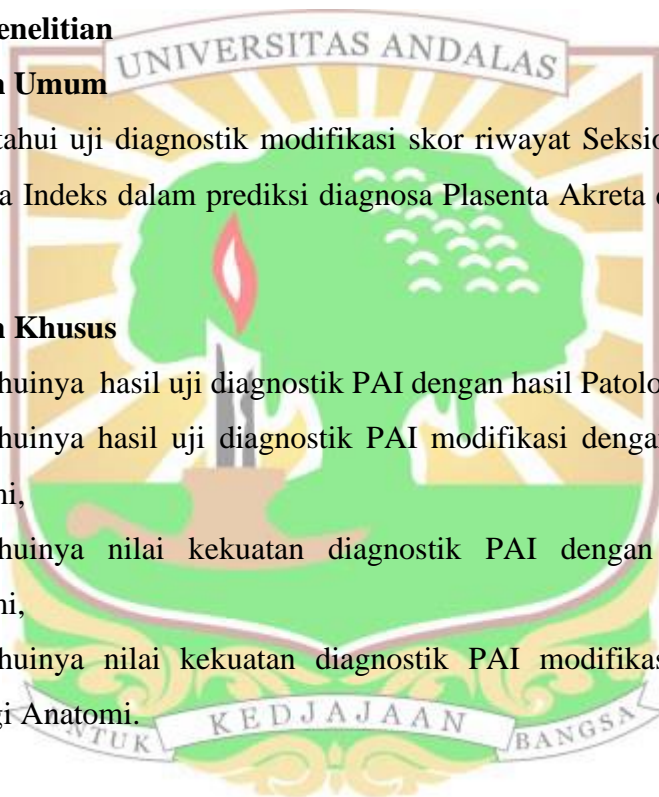 enelitian
UNIVERSITAS ANDALAS
n Umum
tahui uji diagnostik modifikasi skor riwayat Seksio
a Indeks dalam prediksi diagnosa Plasenta Akreta
n Khusus
huinya hasil uji diagnostik PAI dengan hasil Patolo
huinya hasil uji diagnostik PAI modifikasi dengan
ni,
huinya nilai kekuatan diagnostik PAI dengan
ni,
huinya nilai kekuatan diagnostik PAI modifikas
gi Anatomi.
NTUK KEDJAJAAN BANGSA